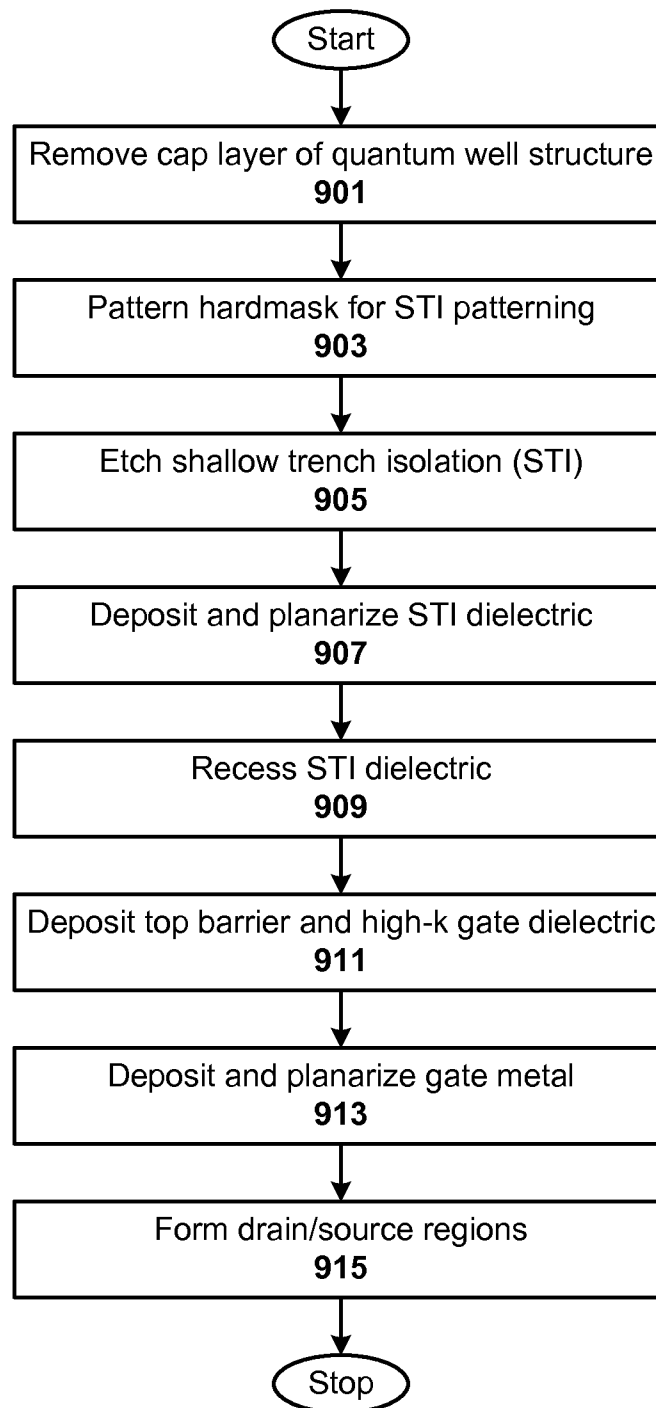 Start
Remove cap layer of quantum well structure
901
Pattern hardmask for STI patterning
903
Etch shallow trench isolation (STI)
905
Deposit and planarize STI dielectric
907
Recess STI dielectric
909
Deposit top barrier and high-k gate dielectric
911
Deposit and planarize gate metal
913
Form drain/source regions
915
Stop